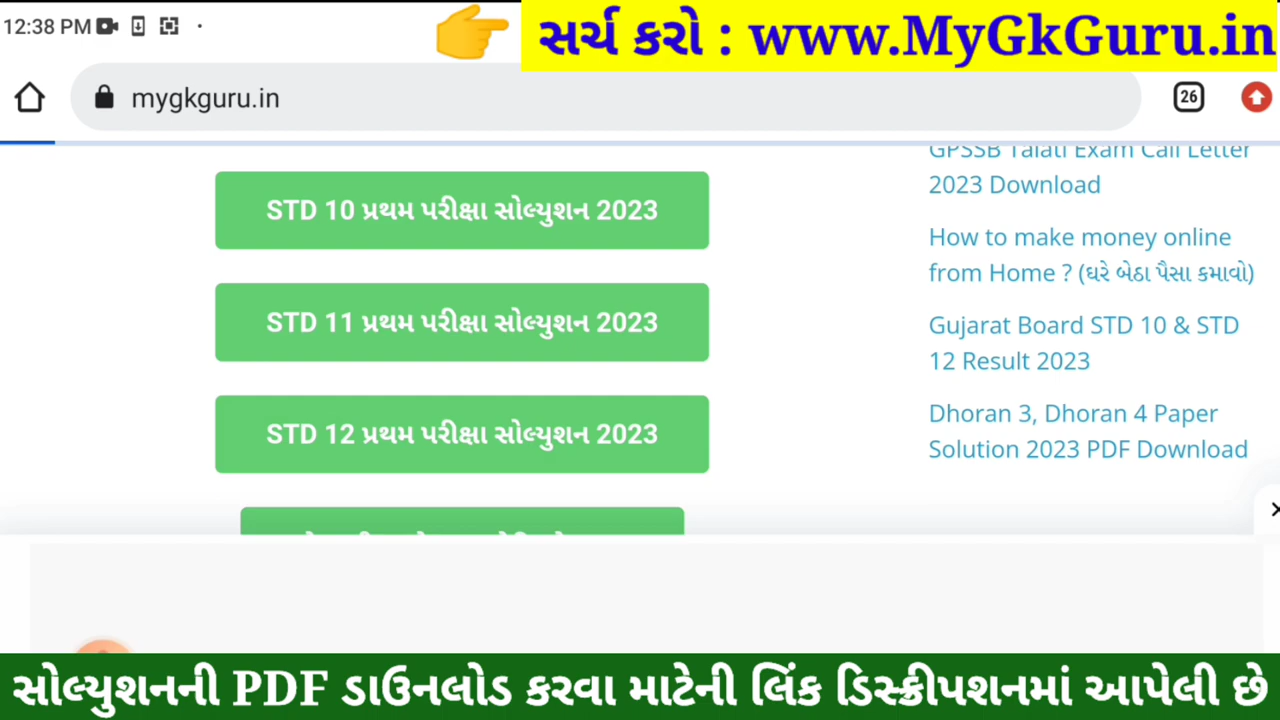 12:38 PM
સર્ચ કરો : www.MyGkGuru.in
mygkguru.in
26
STD 10 પ્રથમ પરીક્ષા સોલ્યુશન 2023
STD 11 પ્રથમ પરીક્ષા સોલ્યુશન 2023
STD 12 પ્રથમ પરીક્ષા સોલ્યુશન 2023
GPSSB Talati Exam Call Letter
2023 Download
How to make money online
from Home ? (ઘરે બેઠા પૈસા કમાવો)
Gujarat Board STD 10 & STD
12 Result 2023
Dhoran 3, Dhoran 4 Paper
Solution 2023 PDF Download
સોલ્યુશનની PDF ડાઉનલોડ કરવા માટેની લિંક ડિસ્ક્રીપશનમાં આપેલી છે